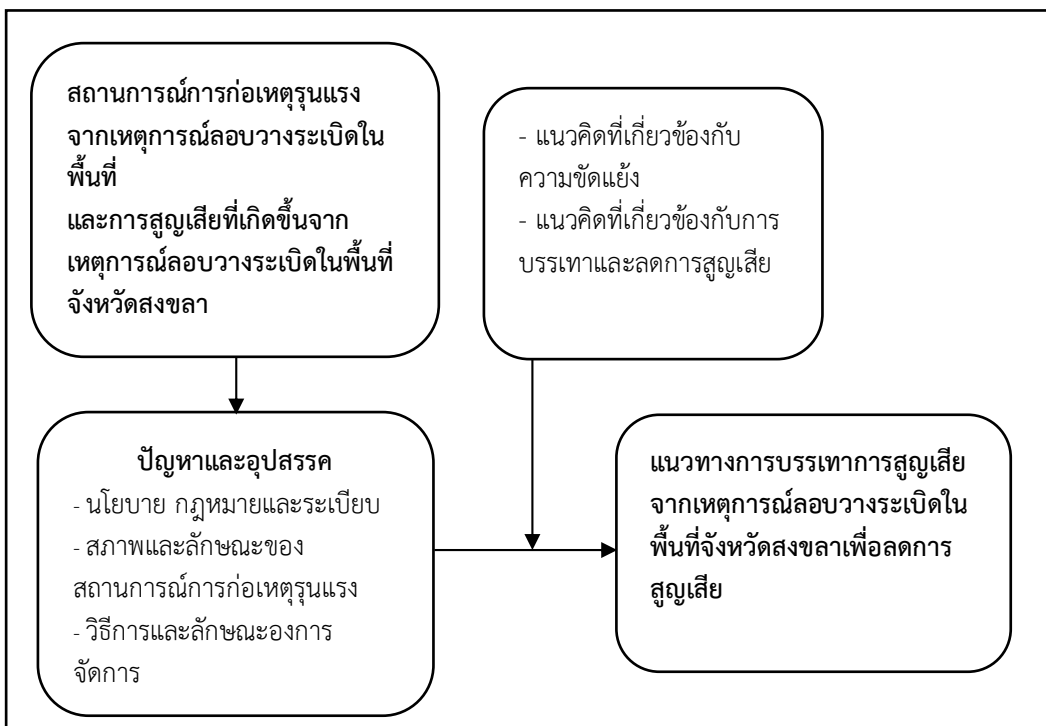 สถานการณ์การก่อเหตุรุนแรง
จากเหตุการณ์ลอบวางระเบิดใน
พื้นที่
และการสูญเสียที่เกิดขึ้นจาก
เหตุการณ์ลอบวางระเบิดในพื้นที่
จังหวัดสงขลา
- แนวคิดที่เกี่ยวข้องกับ
ความขัดแย้ง
- แนวคิดที่เกี่ยวข้องกับการ
บรรเทาและลดการสูญเสีย
ปัญหาและอุปสรรค
- นโยบาย กฎหมายและระเบียบ
- สภาพและลักษณะของ
สถานการณ์การก่อเหตุรุนแรง
- วิธีการและลักษณะองการ
จัดการ
แนวทางการบรรเทาการสูญเสีย
จากเหตุการณ์ลอบวางระเบิดใน
พื้นที่จังหวัดสงขลาเพื่อลดการ
สูญเสีย